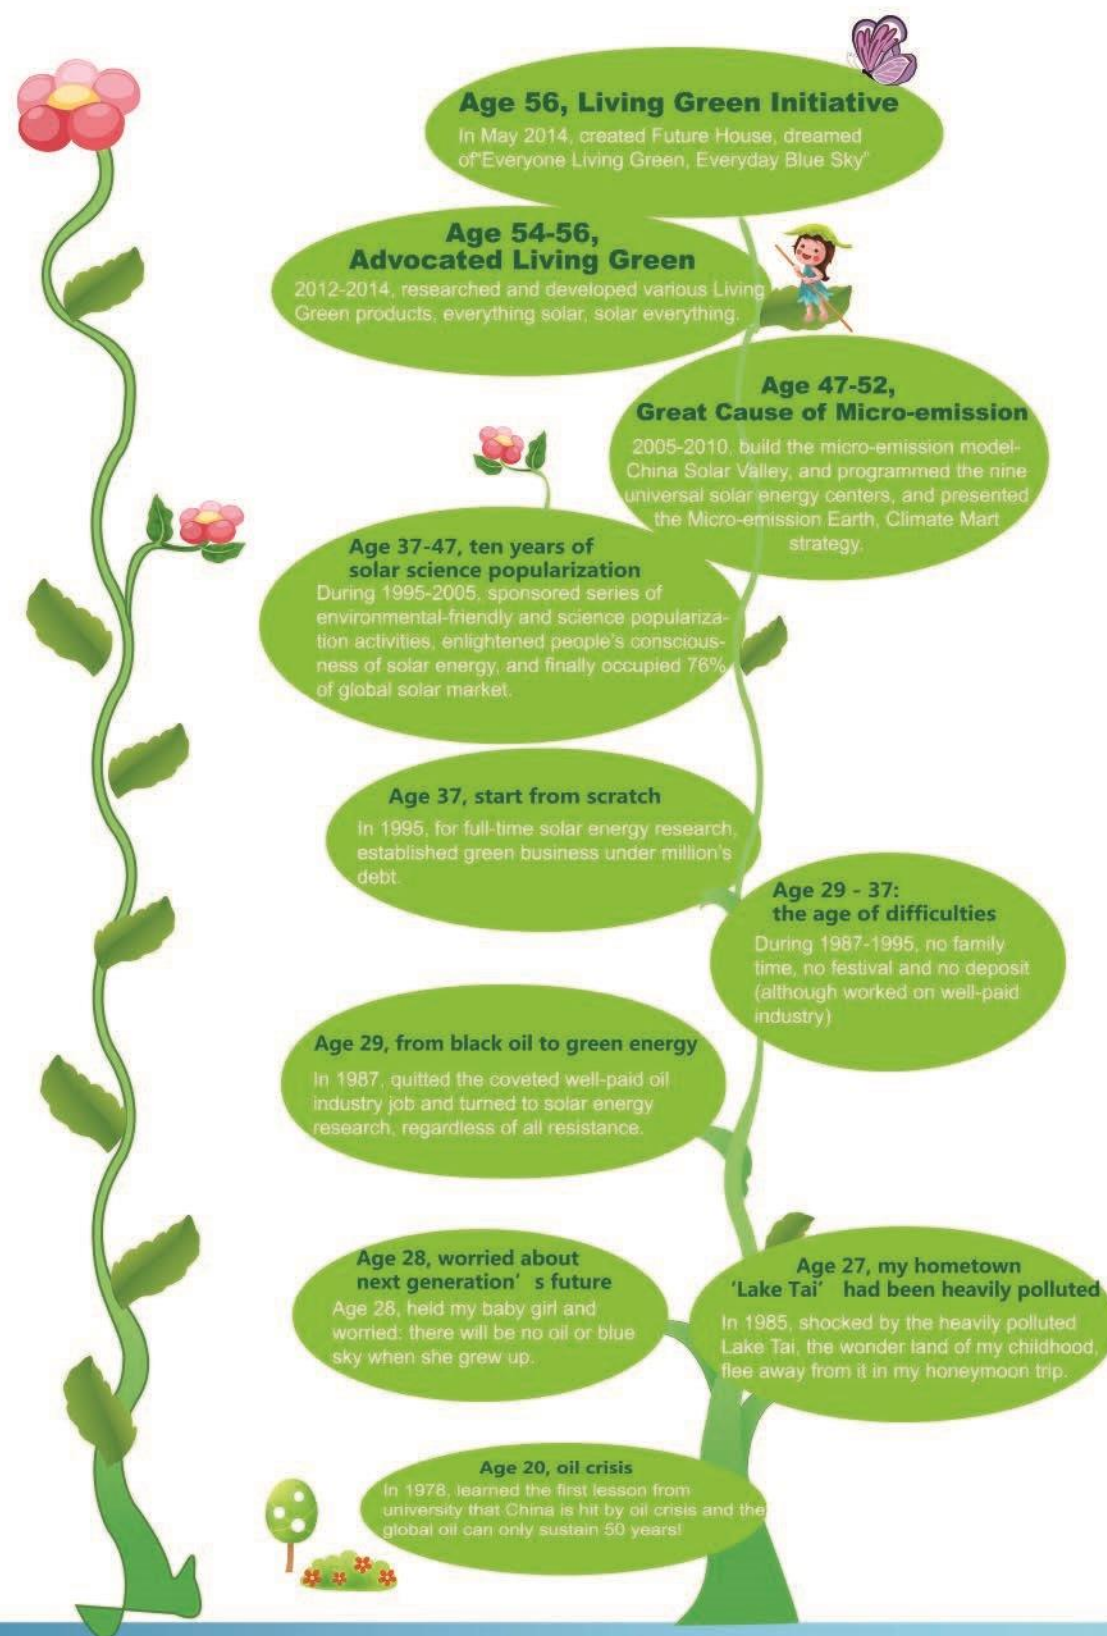 Age 56, Living Green Initiative
In May 2014, created Future House, dreamed
of"Everyone Living Green, Everyday Blue Sky"
Age 54-56,
Advocated Living Green
2012-2014, researched and developed various Living
Green products, everything solar, solar everything.
Age 47-52,
Great Cause of Micro-emission
2005-2010, build the micro-emission model-
China Solar Valley, and programmed the nine
universal solar energy centers, and presented
the Micro-emission Earth, Climate Mart
strategy.
Age 37-47, ten years of
solar science popularization
During 1995-2005, sponsored series of
environmental-friendly and science populariza-
tion activities, enlightened people's conscious-
ness of solar energy, and finally occupied 76%
of global solar market.
Age 37, start from scratch
In 1995, for full-time solar energy research,
established green business under million's
debt.
Age 29 - 37:
the age of difficulties
During 1987-1995, no family
time, no festival and no deposit
(although worked on well-paid
industry)
Age 29, from black oil to green energy
In 1987, quitted the coveted well-paid oil
industry job and turned to solar energy
research, regardless of all resistance.
Age 28, worried about
next generation' s future
Age 28, held my baby girl and
worried: there will be no oil or blue
sky when she grew up.
Age 27, my hometown
'Lake Tai' had been heavily polluted
In 1985, shocked by the heavily polluted
Lake Tai, the wonder land of my childhood,
flee away from it in my honeymoon trip.
Age 20, oil crisis
In 1978, learned the first lesson from
university that China is hit by oil crisis and the
global oil can only sustain 50 years!